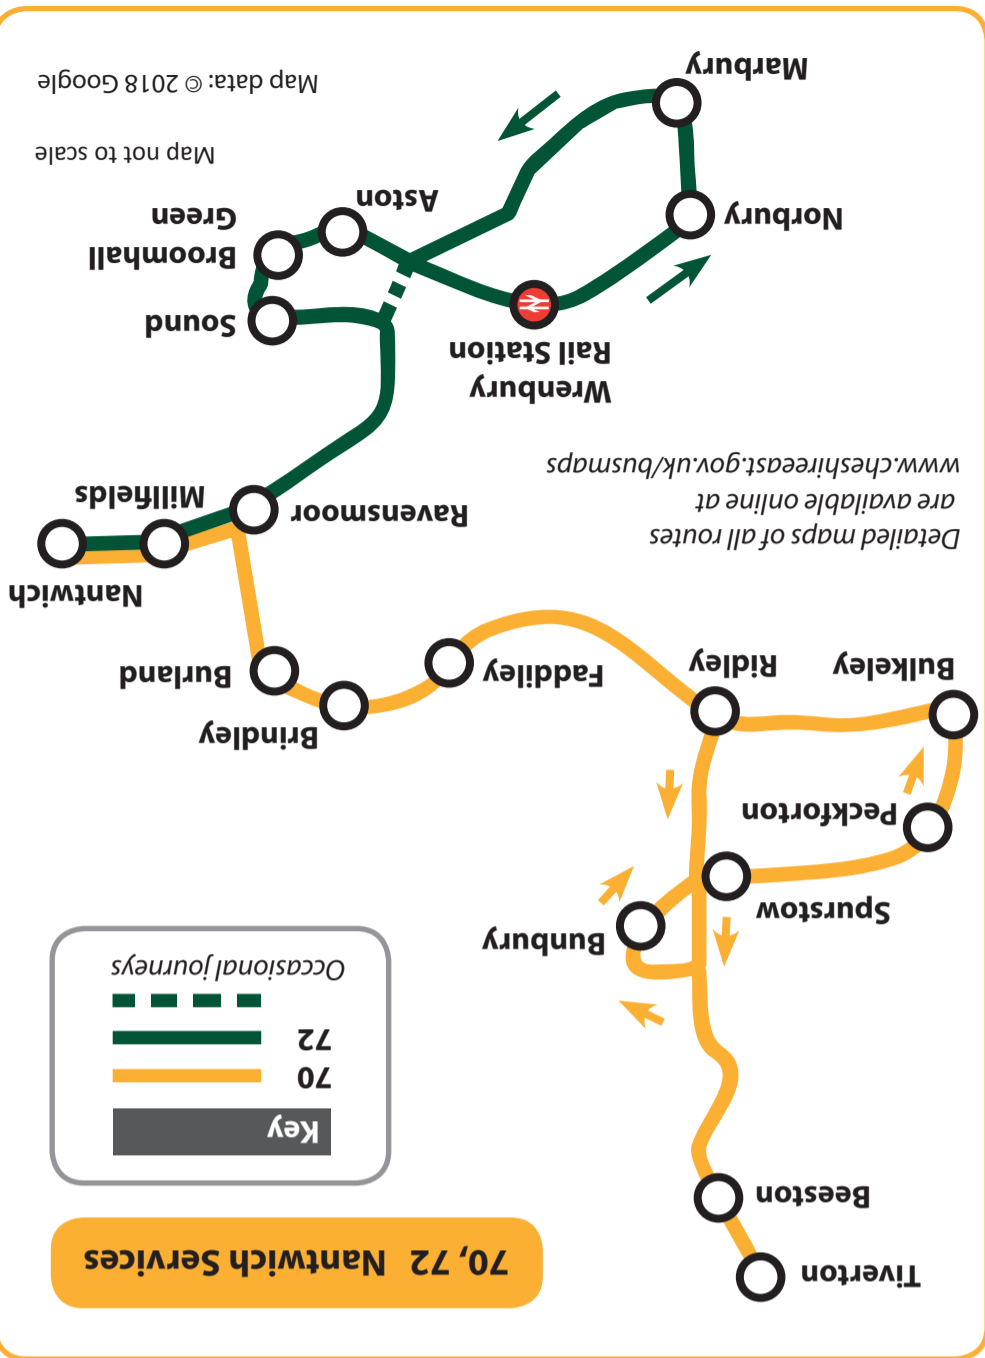 70, 72 Nantwich Services
Tiverton
Beeston
Key
70
72
Occasional journeys
Bunbury
Spurstow
Peckforton
Bulkeley
Ridley
Faddiley
Brindley
Burland
Nantwich
Millfields
Ravensmoor
Detailed maps of all routes
are available online at
www.cheshireeast.gov.uk/busmaps
Wrenbury
Rail Station
Sound
Broomhall
Green
Aston
Norbury
Marbury
Map not to scale
Map data: © 2018 Google